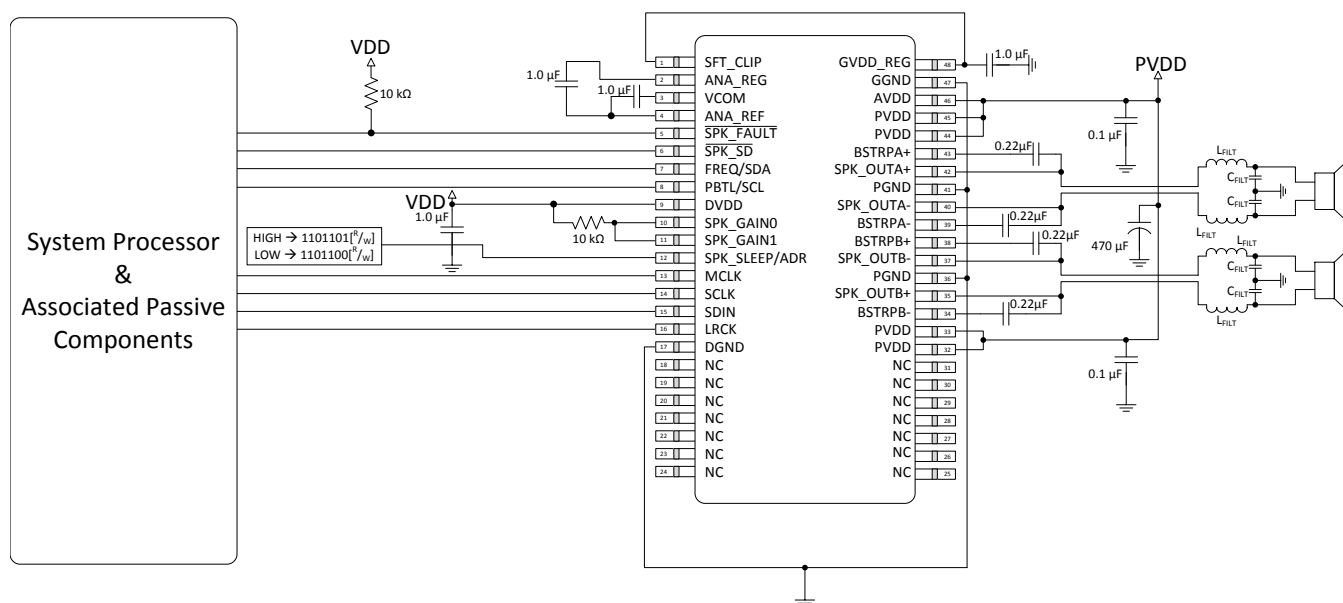 System Processor
&
Associated Passive
Components
VDD
10 kΩ
1.0 µF
1.0 µF
VDD
1.0 µF
10 kΩ
HIGH → 1101101[R/W]
LOW → 1101100[R/W]
1 SFT_CLIP
2 ANA_REG
3 VCOM
4 ANA_REF
5 SPK_FAULT
6 SPK_SD
7 FREQ/SDA
8 PBTL/SCL
9 DVDD
10 SPK_GAIN0
11 SPK_GAIN1
12 SPK_SLEEP/ADR
13 MCLK
14 SCLK
15 SDIN
16 LRCK
17 DGND
18 NC
19 NC
20 NC
21 NC
22 NC
23 NC
24 NC
GVDD_REG 48
GGND 47
AVDD 46
PVDD 45
PVDD 44
BSTRPA+ 43
SPK_OUTA+ 42
PGND 41
SPK_OUTA- 40
BSTRPA- 39
BSTRPB+ 38
SPK_OUTB- 37
PGND 36
SPK_OUTB+ 35
BSTRPB- 34
PVDD 33
PVDD 32
NC 31
NC 30
NC 29
NC 28
NC 27
NC 26
NC 25
1.0 µF
PVDD
0.1 µF
0.22µF
0.22µF
0.22µF
0.22µF
470 µF
0.1 µF
LFILT
CFILT
CFILT
LFILT
LFILT
CFILT
CFILT
LFILT